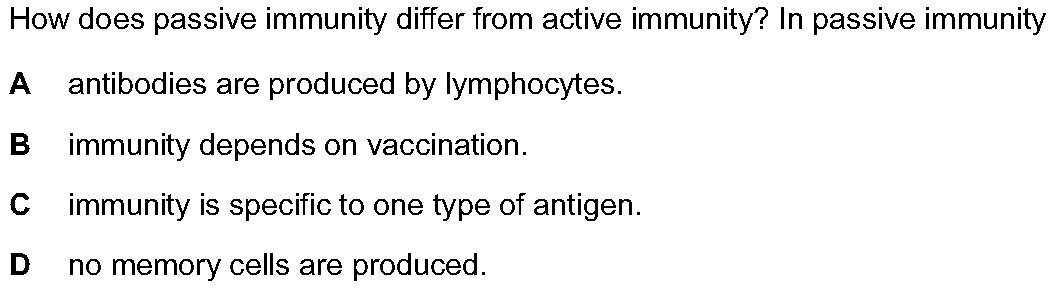 How does passive immunity differ from active immunity? In passive immunity
A antibodies are produced by lymphocytes.
B immunity depends on vaccination.
C immunity is specific to one type of antigen.
D no memory cells are produced.